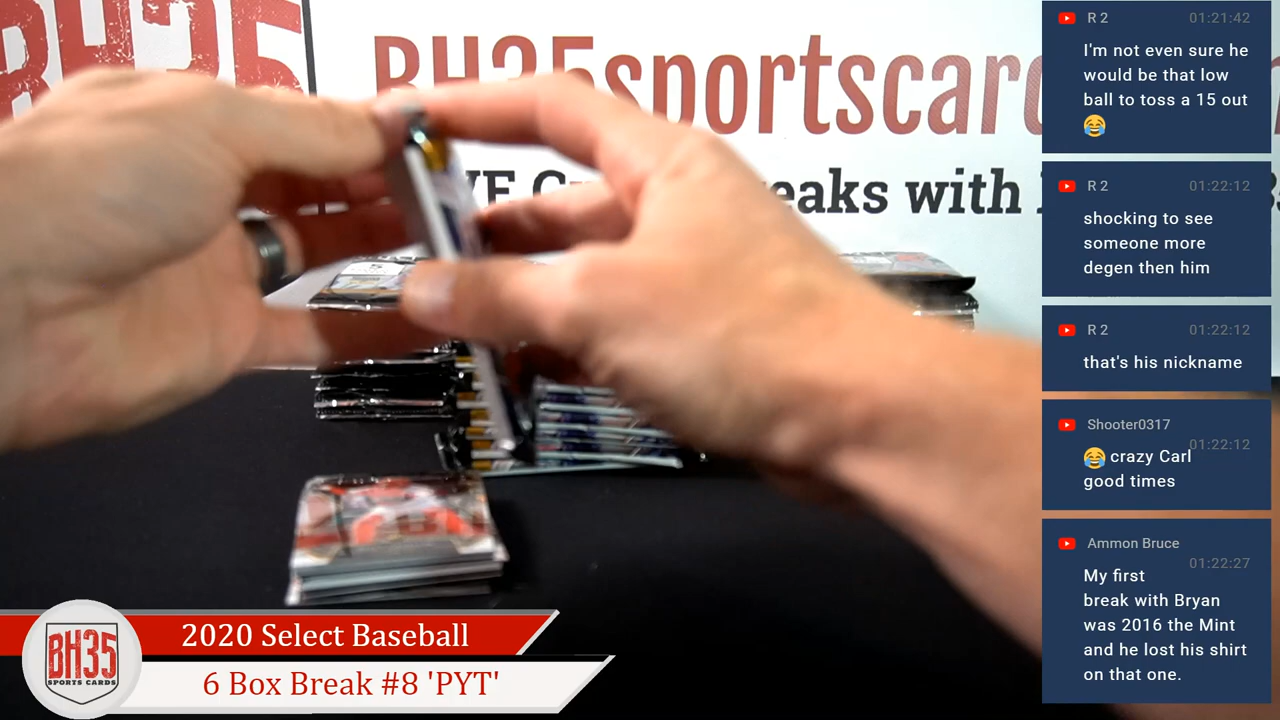 BH35
BH35sportscar
aks with
R 2 01:21:42
I'm not even sure he
would be that low
ball to toss a 15 out
😂
R 2 01:22:12
shocking to see
someone more
degen then him
R 2 01:22:12
that's his nickname
Shooter0317
01:22:12
😂 crazy Carl
good times
Ammon Bruce
01:22:27
My first
break with Bryan
was 2016 the Mint
and he lost his shirt
on that one.
2020 Select Baseball
6 Box Break #8 'PYT'
BH35
SPORTS CARDS